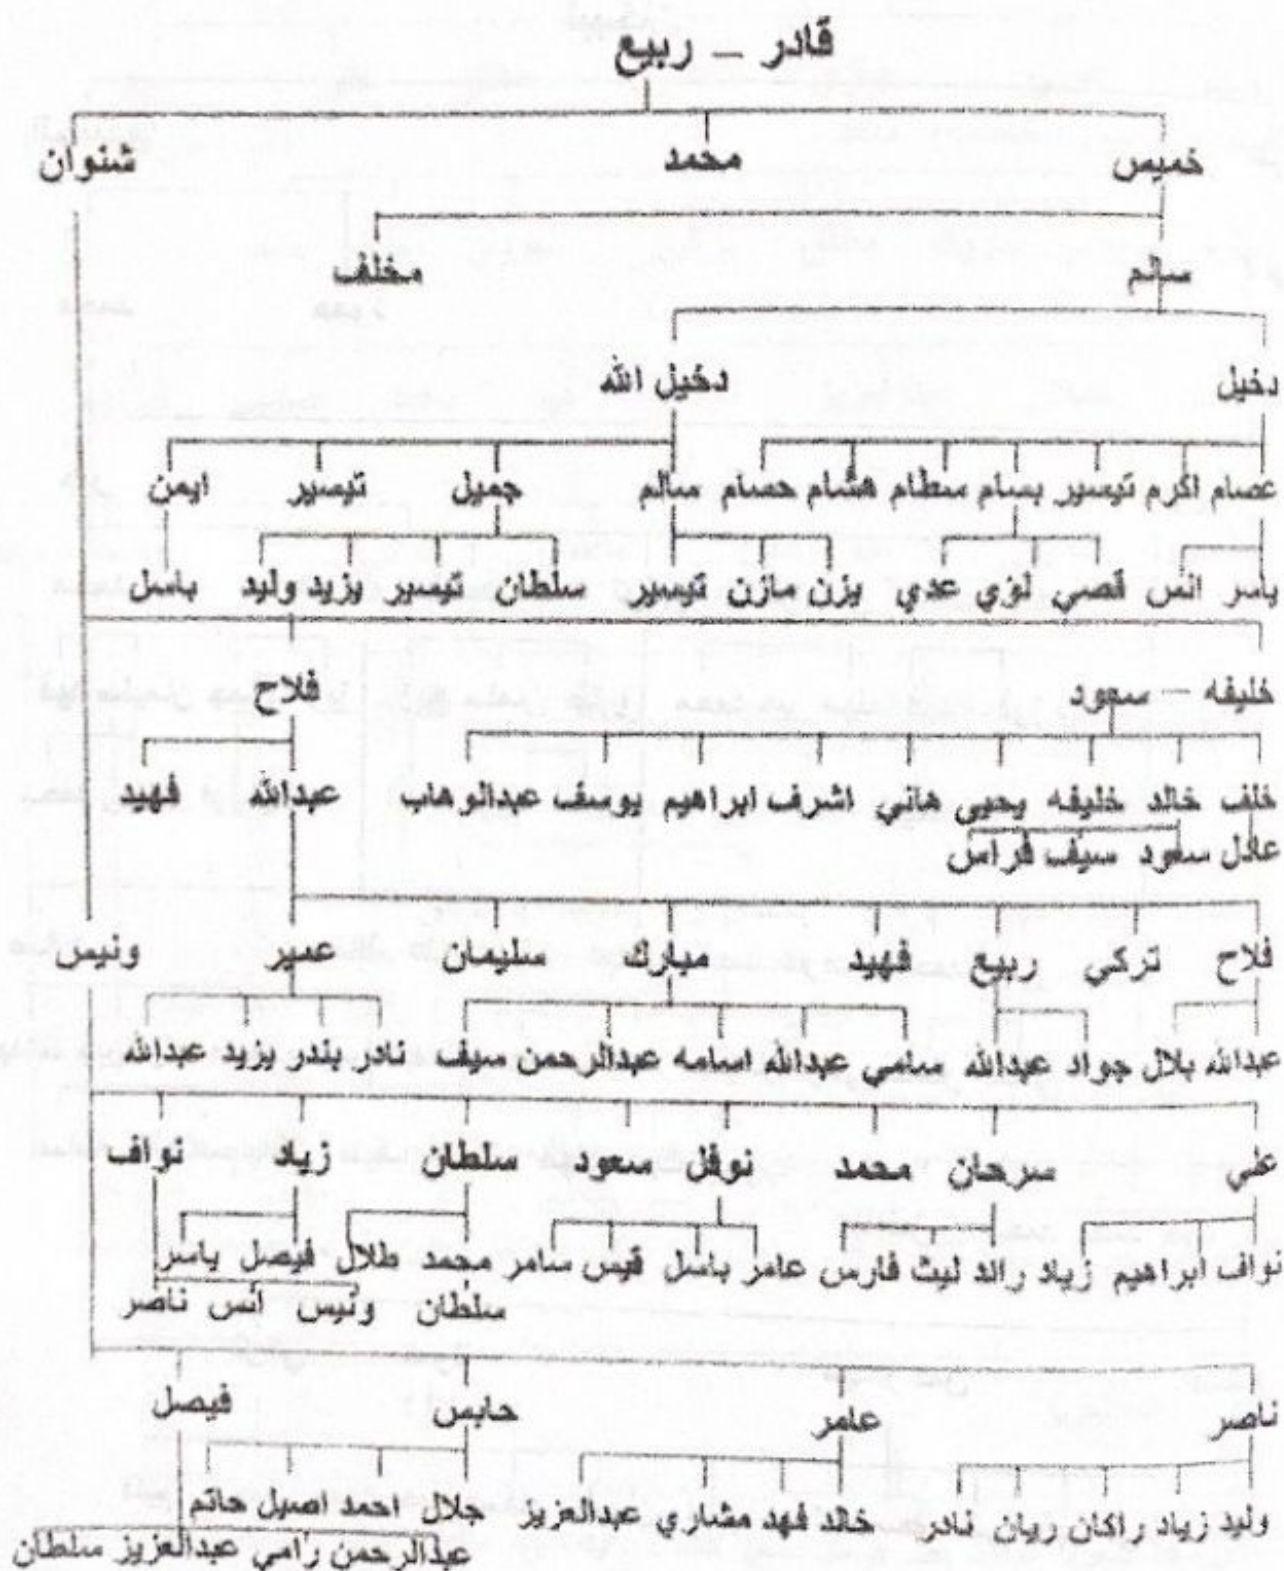 قادر – ربيع
خميس محمد شنوان
سالم مخلف
دخيل دخيل الله
عصام اكرم تيسير بسام سطام هشام حسام سالم جميل تيسير ايمن
ياسر انس قصي لؤي عدي يزن مازن تيسير سلطان تيسير يزيد وليد باسل
خليفه – سعود فلاح
خلف خالد خليفه يحيى هاني اشرف ابراهيم يوسف عبدالوهاب عبدالله فهيد
عادل سعود سيف فراس
فلاح تركي ربيع فهيد مبارك سليمان عمير ونيس
عبدالله بلال جواد عبدالله سامي عبدالله اسامه عبدالرحمن سيف نادر بندر يزيد عبدالله
علي سرحان محمد نوفل سعود سلطان زياد نواف
نواف ابراهيم زياد رائد ليث فارس عامر باسل قيس سامر محمد طلال فيصل ياسر
سلطان ونيس انس ناصر
ناصر عامر حابس فيصل
وليد زياد راكان ريان نادر خالد فهد مشاري عبدالعزيز جلال احمد اصيل حاتم
عبدالرحمن رامي عبدالعزيز سلطان